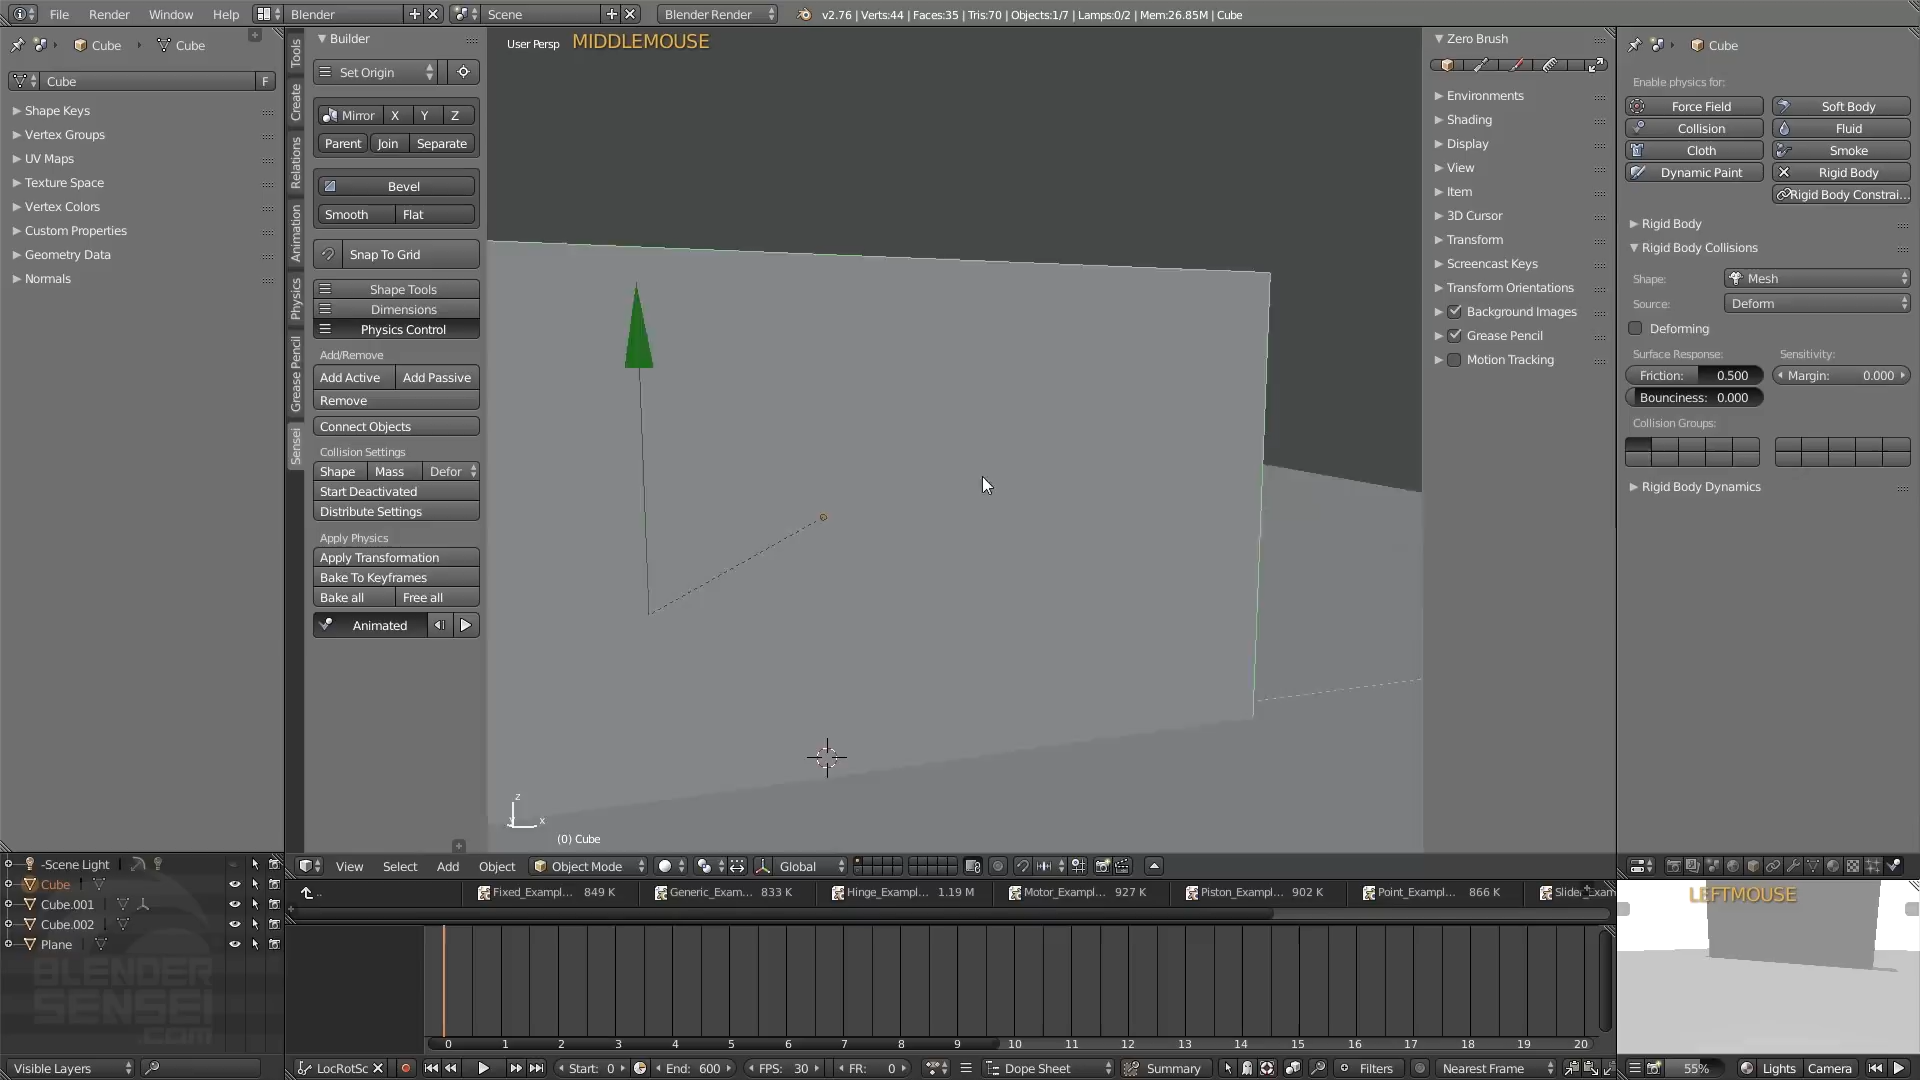 File Render Window Help Blender Scene Blender Render v2.76 | Verts:44 | Faces:35 | Tris:70 | Objects:1/7 | Lamps:0/2 | Mem:26.85M | Cube
Cube Cube
Cube F
Shape Keys
Vertex Groups
UV Maps
Texture Space
Vertex Colors
Custom Properties
Geometry Data
Normals
Tools
Create
Relations
Animation
Physics
Grease Pencil
Sensei
Builder
Set Origin
Mirror X Y Z
Parent Join Separate
Bevel
Smooth Flat
Snap To Grid
Shape Tools
Dimensions
Physics Control
Add/Remove
Add Active Add Passive
Remove
Connect Objects
Collision Settings
Shape Mass Defor
Start Deactivated
Distribute Settings
Apply Physics
Apply Transformation
Bake To Keyframes
Bake all Free all
Animated
User Persp MIDDLEMOUSE
z
x
(0) Cube
Zero Brush
Environments
Shading
Display
View
Item
3D Cursor
Transform
Screencast Keys
Transform Orientations
Background Images
Grease Pencil
Motion Tracking
Cube
Enable physics for:
Force Field Soft Body
Collision Fluid
Cloth Smoke
Dynamic Paint Rigid Body
Rigid Body Constrai...
Rigid Body
Rigid Body Collisions
Shape: Mesh
Source: Deform
Deforming
Surface Response: Sensitivity:
Friction: 0.500 Margin: 0.000
Bounciness: 0.000
Collision Groups:
Rigid Body Dynamics
-Scene Light
Cube
Cube.001
Cube.002
Plane
BLENDER
SENSEI
.COM
Visible Layers
View Select Add Object Object Mode Global
.. Fixed_Exampl... 849 K Generic_Exam... 833 K Hinge_Exampl... 1.19 M Motor_Exampl... 927 K Piston_Exampl... 902 K Point_Exampl... 866 K
0 1 2 3 4 5 6 7 8 9 10 11 12 13 14 15 16 17 18 19 20
LocRotSc Start: 0 End: 600 FPS: 30 FR: 0 Dope Sheet Summary Filters Nearest Frame
LEFTMOUSE
55% Lights Camera